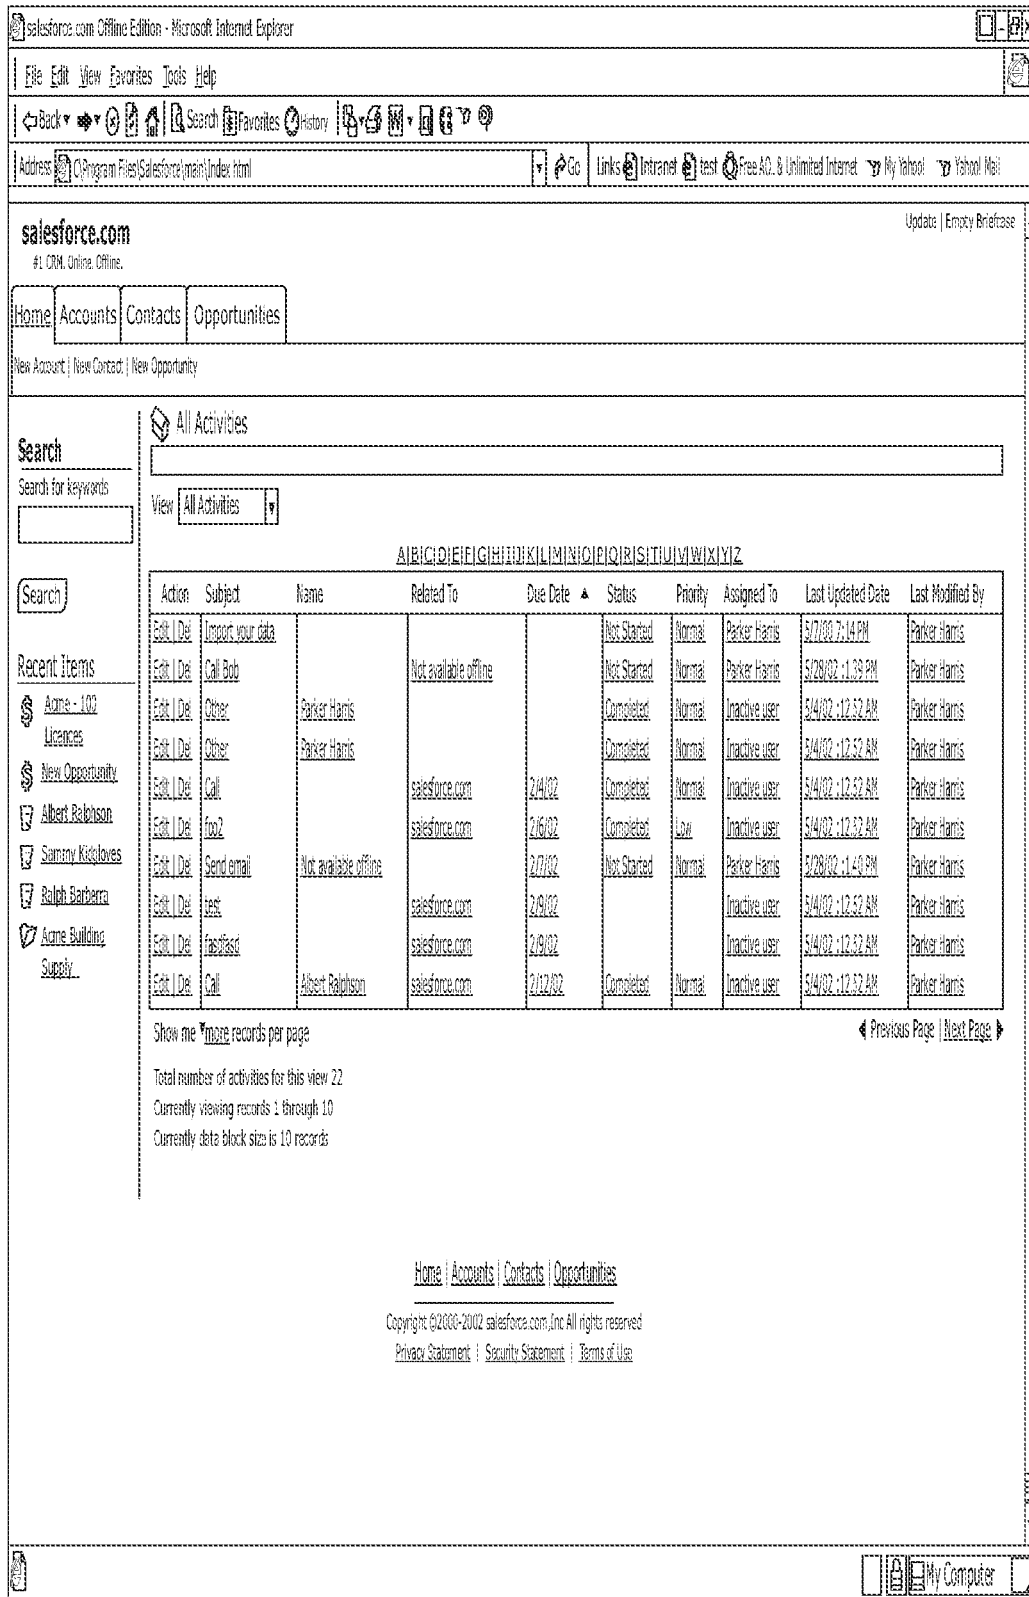 salesforce.com Offline Edition - Microsoft Internet Explorer
File Edit View Favorites Tools Help
Back Search Favorites History
Address C:\Program Files\Salesforce\main\Index html Go Links Intranet test Free AOL & Unlimited Internet My Yahoo! Yahoo! Mail
Update | Empty Briefcase
salesforce.com
#1 CRM. Online. Offline.
Home Accounts Contacts Opportunities
New Account | New Contact | New Opportunity
Search
Search for keywords
Search
Recent Items
Acme - 100
Licences
New Opportunity
Albert Ralphson
Sammy Kidgloves
Ralph Barberra
Acme Building
Supply
All Activities
View All Activities
A|B|C|D|E|F|G|H|I|J|K|L|M|N|O|P|Q|R|S|T|U|V|W|X|Y|Z
Action Subject Name Related To Due Date ▲ Status Priority Assigned To Last Updated Date Last Modified By
Edit | Del Import your data Not Started Normal Parker Harris 5/7/00 7:14 PM Parker Harris
Edit | Del Call Bob Not available offline Not Started Normal Parker Harris 5/28/02 :1.39 PM Parker Harris
Edit | Del Other Parker Harris Completed Normal Inactive user 5/4/02 :12.52 AM Parker Harris
Edit | Del Other Parker Harris Completed Normal Inactive user 5/4/02 :12.52 AM Parker Harris
Edit | Del Call salesforce.com 2/4/02 Completed Normal Inactive user 5/4/02 :12.52 AM Parker Harris
Edit | Del foo2 salesforce.com 2/6/02 Completed Low Inactive user 5/4/02 :12.52 AM Parker Harris
Edit | Del Send email Not available offline 2/7/02 Not Started Normal Parker Harris 5/28/02 :1.40 PM Parker Harris
Edit | Del test salesforce.com 2/9/02 Inactive user 5/4/02 :12.52 AM Parker Harris
Edit | Del fasdfasd salesforce.com 2/9/02 Inactive user 5/4/02 :12.52 AM Parker Harris
Edit | Del Call Albert Ralphson salesforce.com 2/12/02 Completed Normal Inactive user 5/4/02 :12.52 AM Parker Harris
Show me more records per page
Previous Page | Next Page
Total number of activities for this view 22
Currently viewing records 1 through 10
Currently data block size is 10 records
Home | Accounts | Contacts | Opportunities
Copyright ©2000-2002 salesforce.com,Inc All rights reserved
Privacy Statement | Security Statement | Terms of Use
My Computer